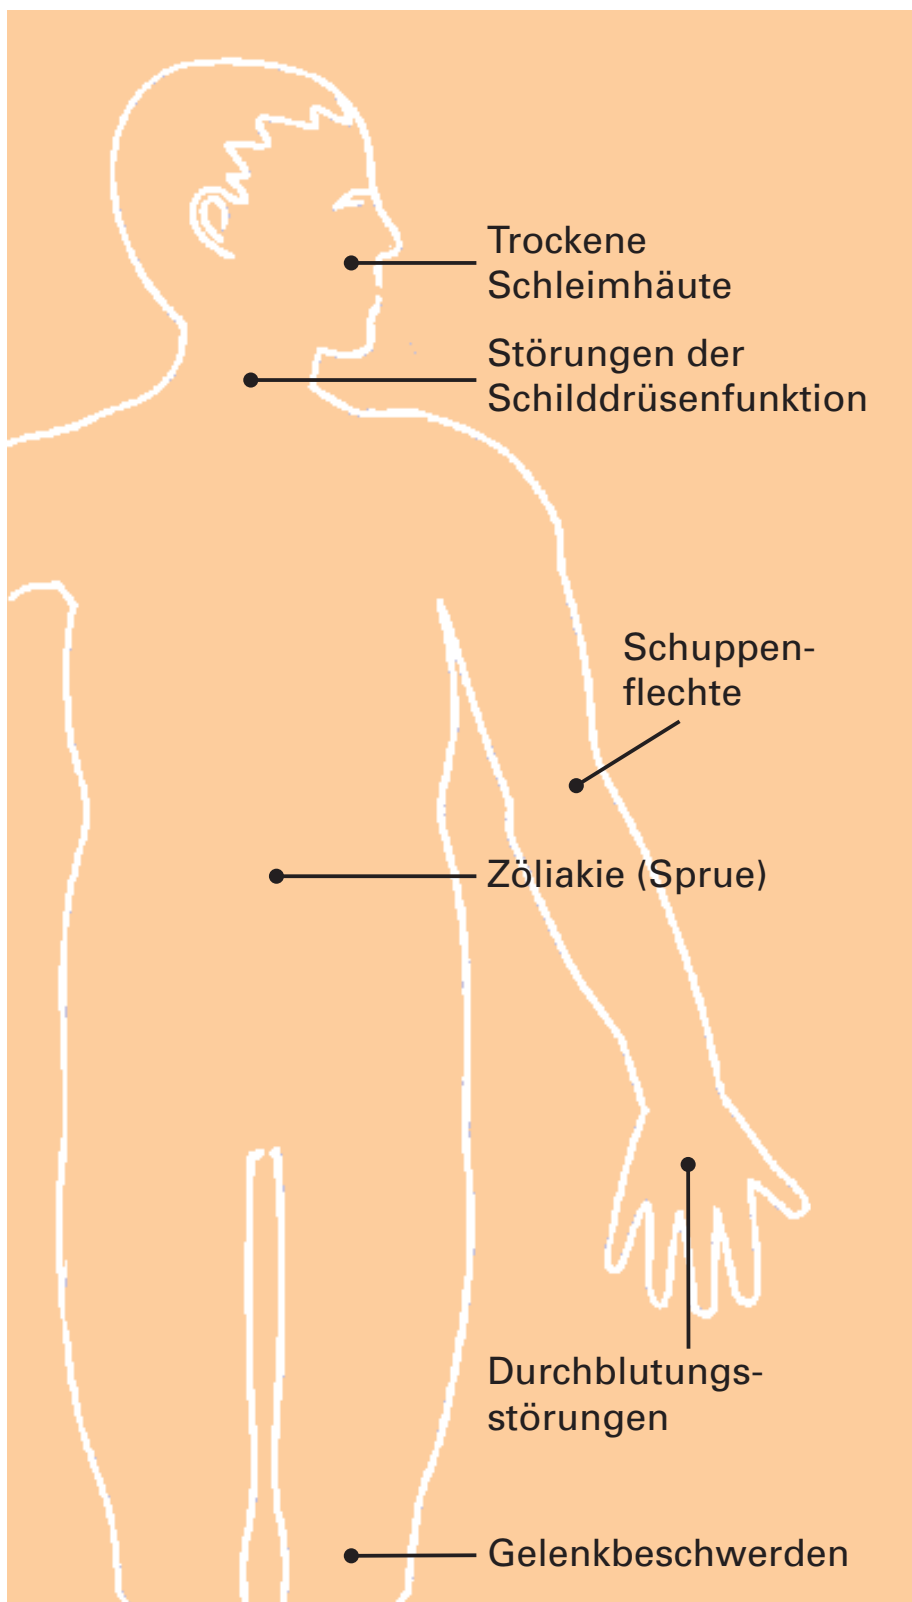 Trockene
Schleimhäute
Störungen der
Schilddrüsenfunktion
Schuppen-
flechte
Zöliakie (Sprue)
Durchblutungs-
störungen
Gelenkbeschwerden